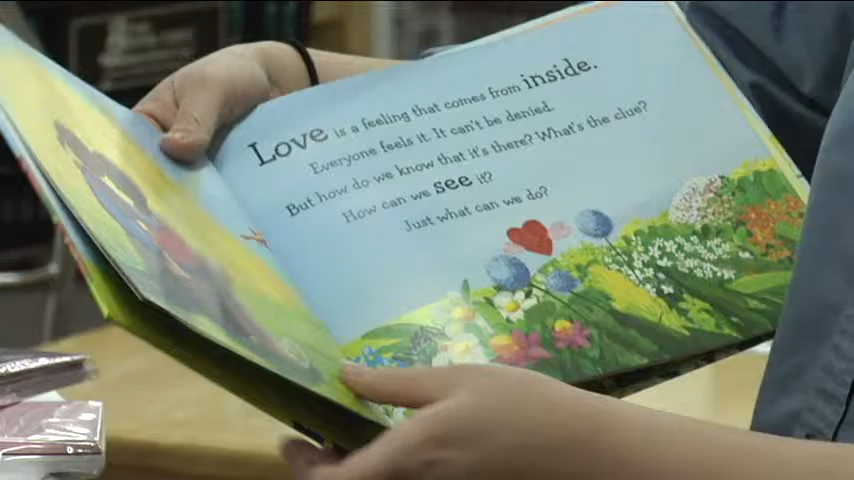 Love is a feeling that comes from inside.
Everyone feels it. It can't be denied.
But how do we know that it's there? What's the clue?
How can we see it?
Just what can we do?